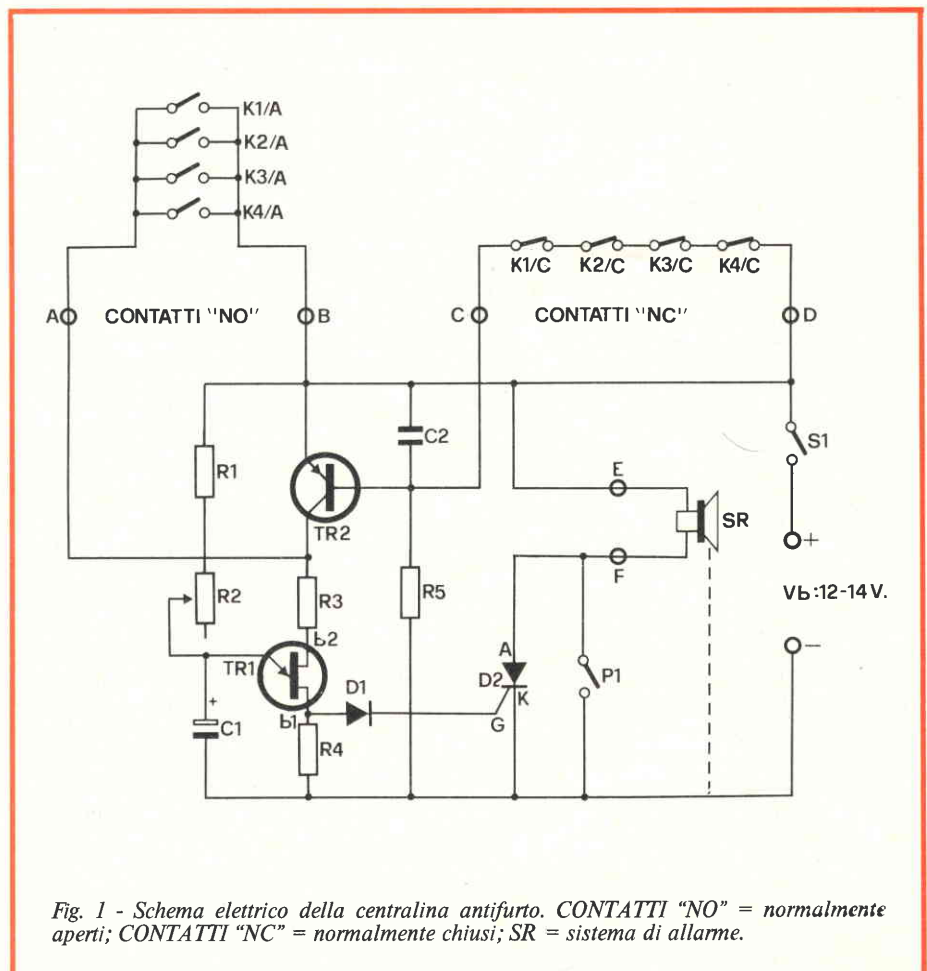 K1/A
K2/A
K3/A
K4/A
K1/C K2/C K3/C K4/C
A CONTATTI "NO" B C CONTATTI "NC" D
C2
S1
E
R1
SR
TR2
+
F
R2 R3 R5
Vb:12-14 V.
b2
TR1
A
P1
D1 D2
K
+
–
b1
G
C1
R4
Fig. 1 - Schema elettrico della centralina antifurto. CONTATTI “NO” = normalmente
aperti; CONTATTI “NC” = normalmente chiusi; SR = sistema di allarme.